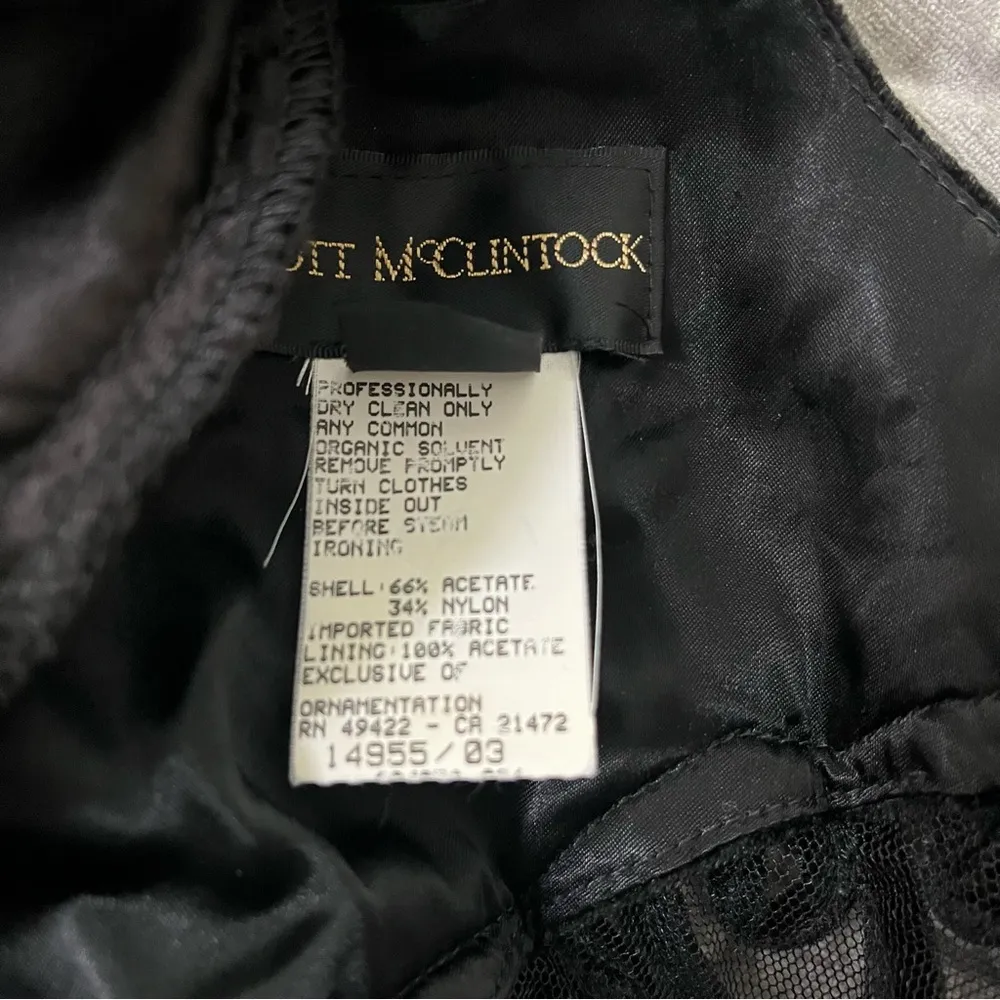 OTT McCLINTOCK
PROFESSIONALLY
DRY CLEAN ONLY
ANY COMMON
ORGANIC SOLVENT
REMOVE PROMPTLY
TURN CLOTHES
INSIDE OUT
BEFORE STEAM
IRONING
SHELL:66% ACETATE
34% NYLON
IMPORTED FABRIC
LINING:100% ACETATE
EXCLUSIVE OF
ORNAMENTATION
RN 49422 - CA 21472
14955/03